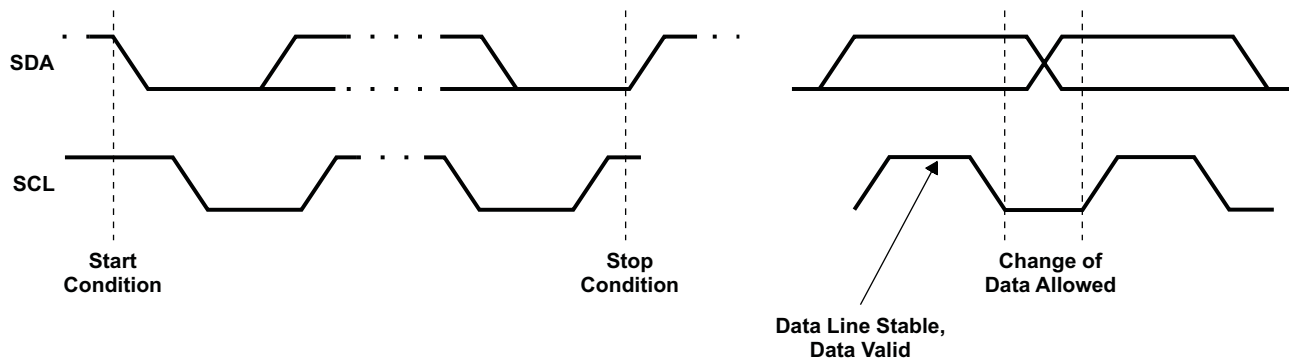 SDA
SCL
Start
Condition
Stop
Condition
Change of
Data Allowed
Data Line Stable,
Data Valid